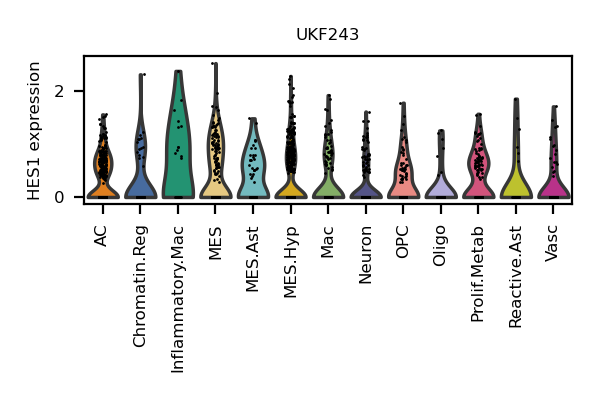 UKF243
HES1 expression
2
0
AC
Chromatin.Reg
Inflammatory.Mac
MES
MES.Ast
MES.Hyp
Mac
Neuron
OPC
Oligo
Prolif.Metab
Reactive.Ast
Vasc